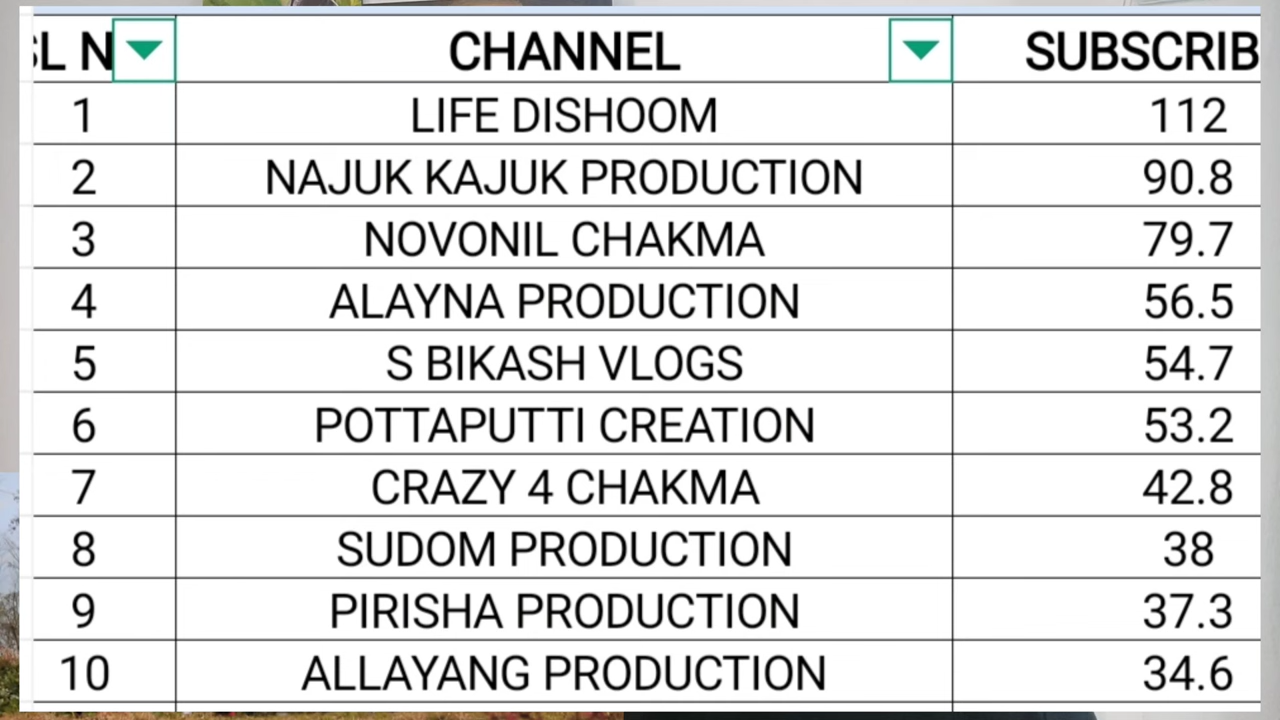 SL N CHANNEL SUBSCRIB
1 LIFE DISHOOM 112
2 NAJUK KAJUK PRODUCTION 90.8
3 NOVONIL CHAKMA 79.7
4 ALAYNA PRODUCTION 56.5
5 S BIKASH VLOGS 54.7
6 POTTAPUTTI CREATION 53.2
7 CRAZY 4 CHAKMA 42.8
8 SUDOM PRODUCTION 38
9 PIRISHA PRODUCTION 37.3
10 ALLAYANG PRODUCTION 34.6